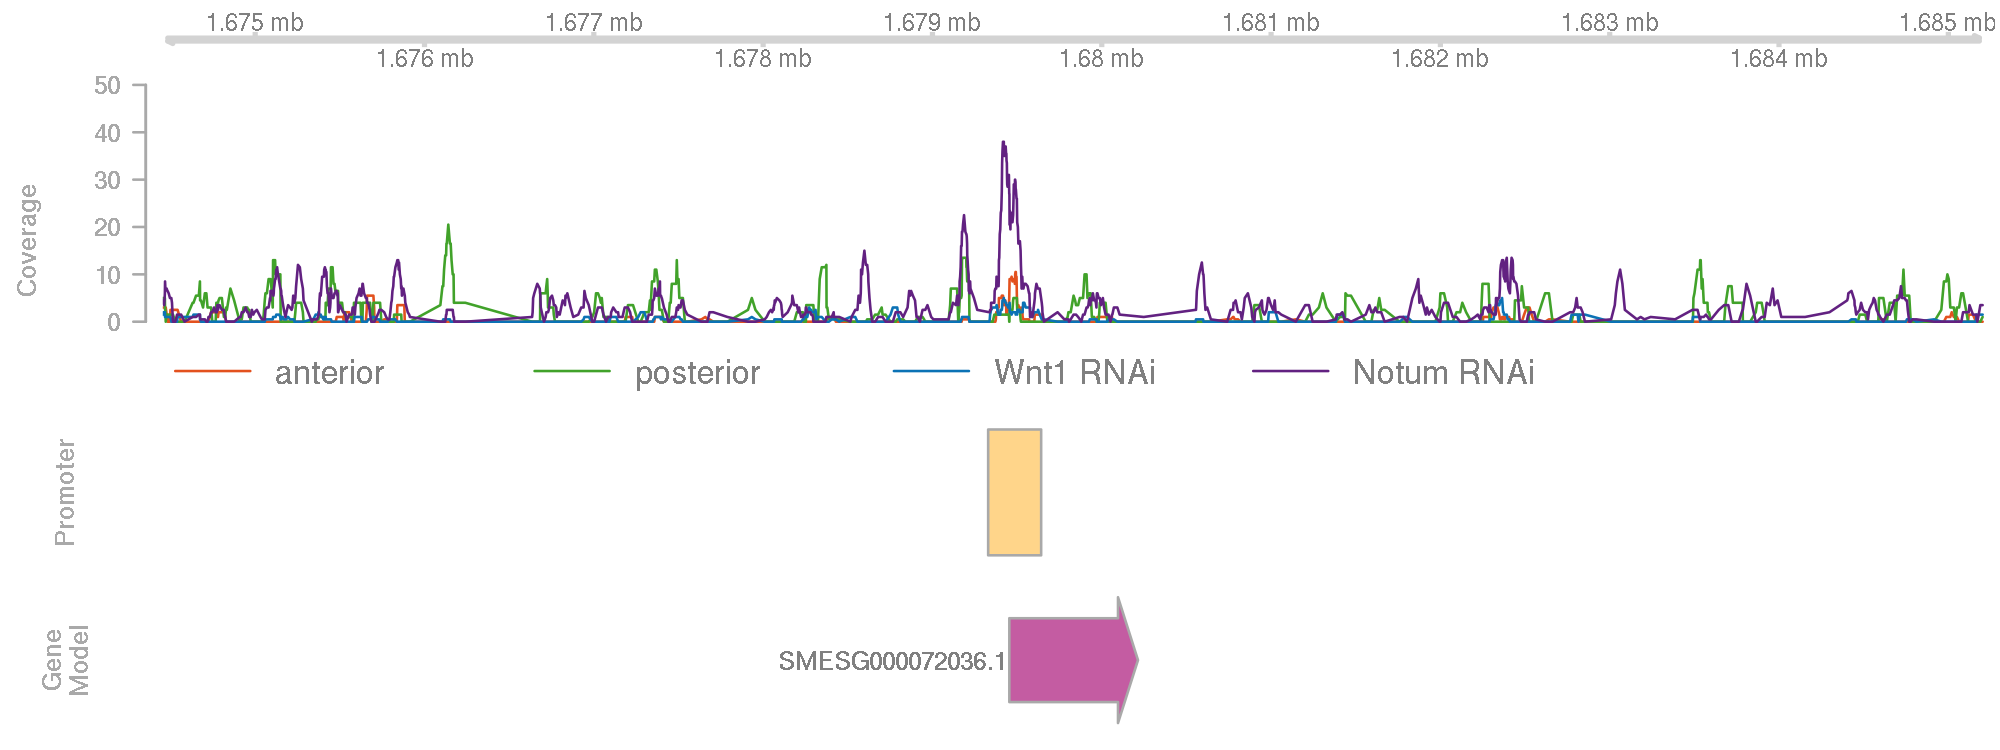 1.675 mb 1.677 mb 1.679 mb 1.681 mb 1.683 mb 1.685 mb
1.676 mb 1.678 mb 1.68 mb 1.682 mb 1.684 mb
50
40
30
20
10
0
Coverage
anterior posterior Wnt1 RNAi Notum RNAi
Promoter
Gene
Model
SMESG000072036.1